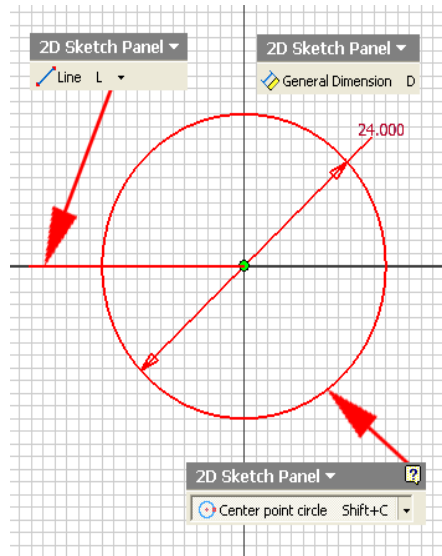 2D Sketch Panel
Line L
2D Sketch Panel
General Dimension D
24.000
2D Sketch Panel ?
Center point circle Shift+C